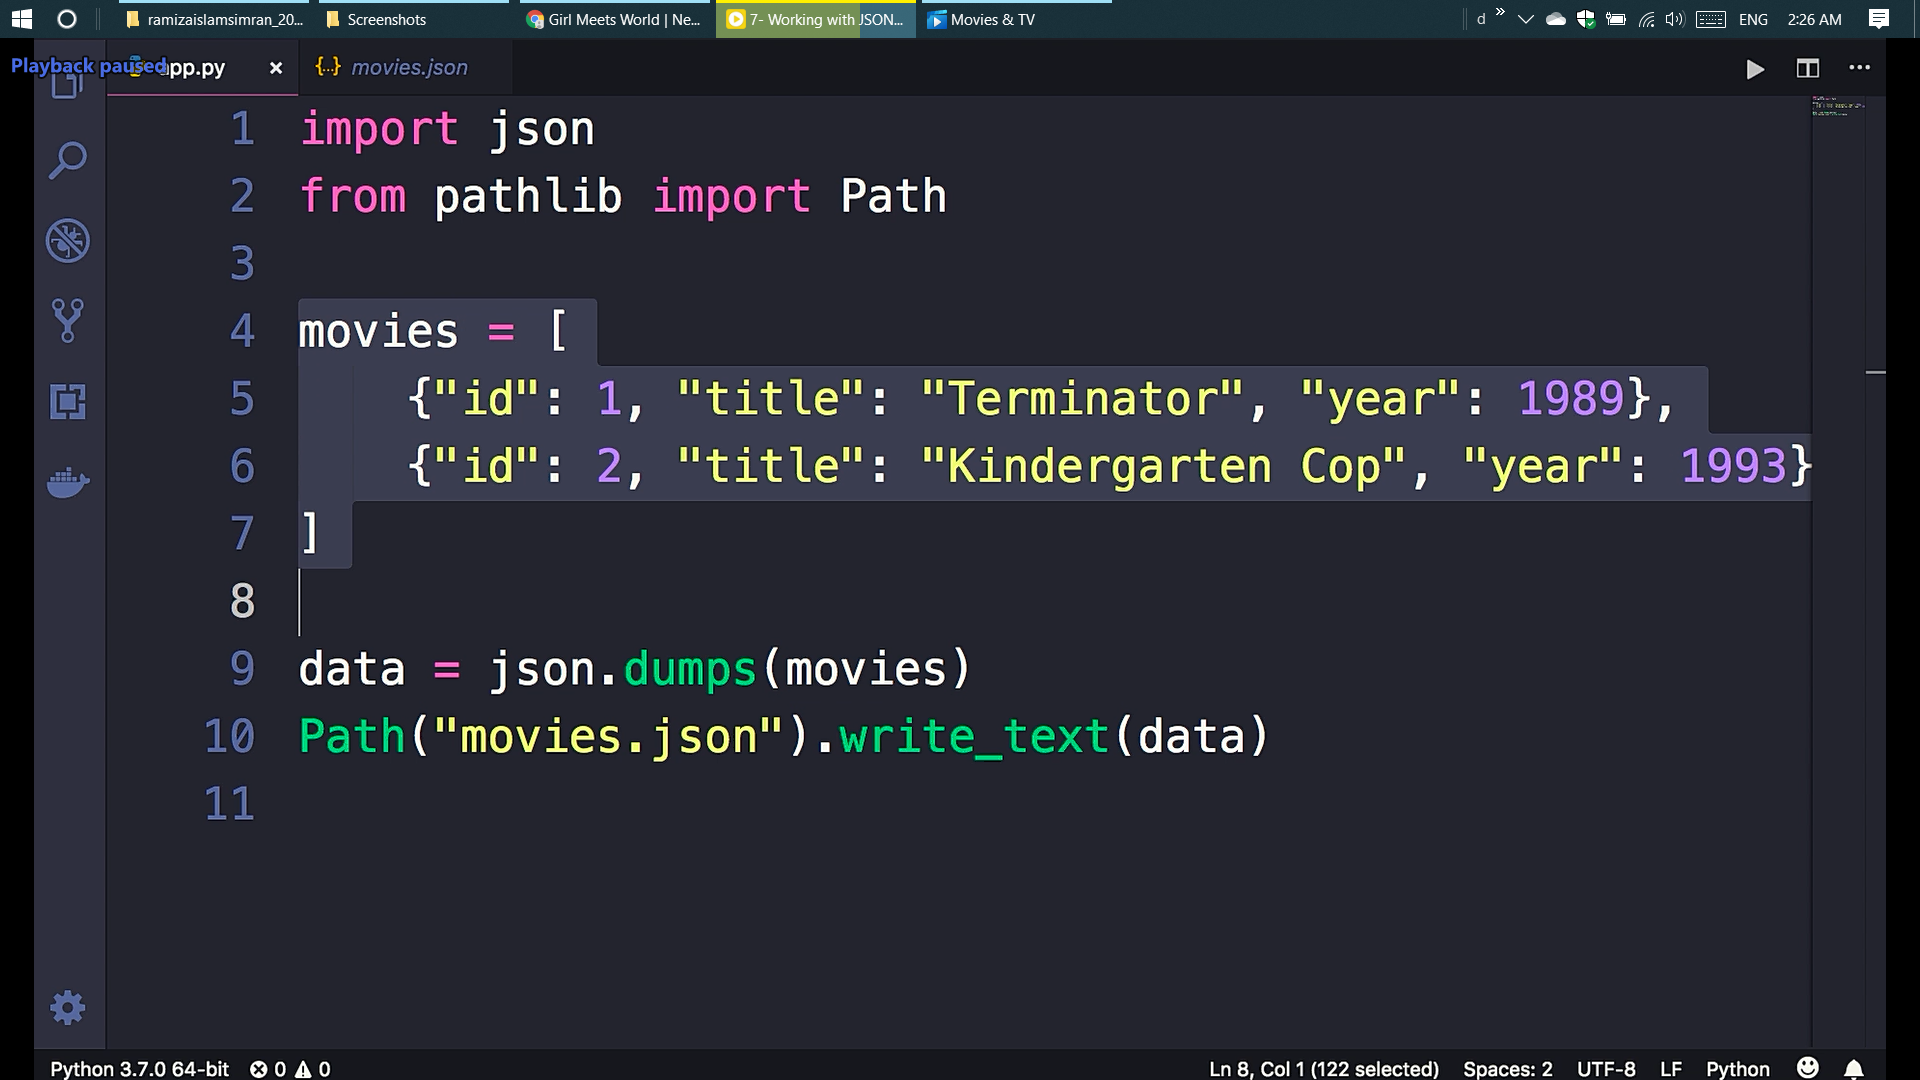 ramizaislamsimran_20...
Screenshots
Girl Meets World | Ne...
7- Working with JSON...
Movies & TV
d
»
ENG
2:26 AM
Playback paused
app.py
×
{..} movies.json
1 import json
2 from pathlib import Path
3
4 movies = [
5 {"id": 1, "title": "Terminator", "year": 1989},
6 {"id": 2, "title": "Kindergarten Cop", "year": 1993}
7 ]
8
9 data = json.dumps(movies)
10 Path("movies.json").write_text(data)
11
Python 3.7.0 64-bit 0 0 Ln 8, Col 1 (122 selected) Spaces: 2 UTF-8 LF Python